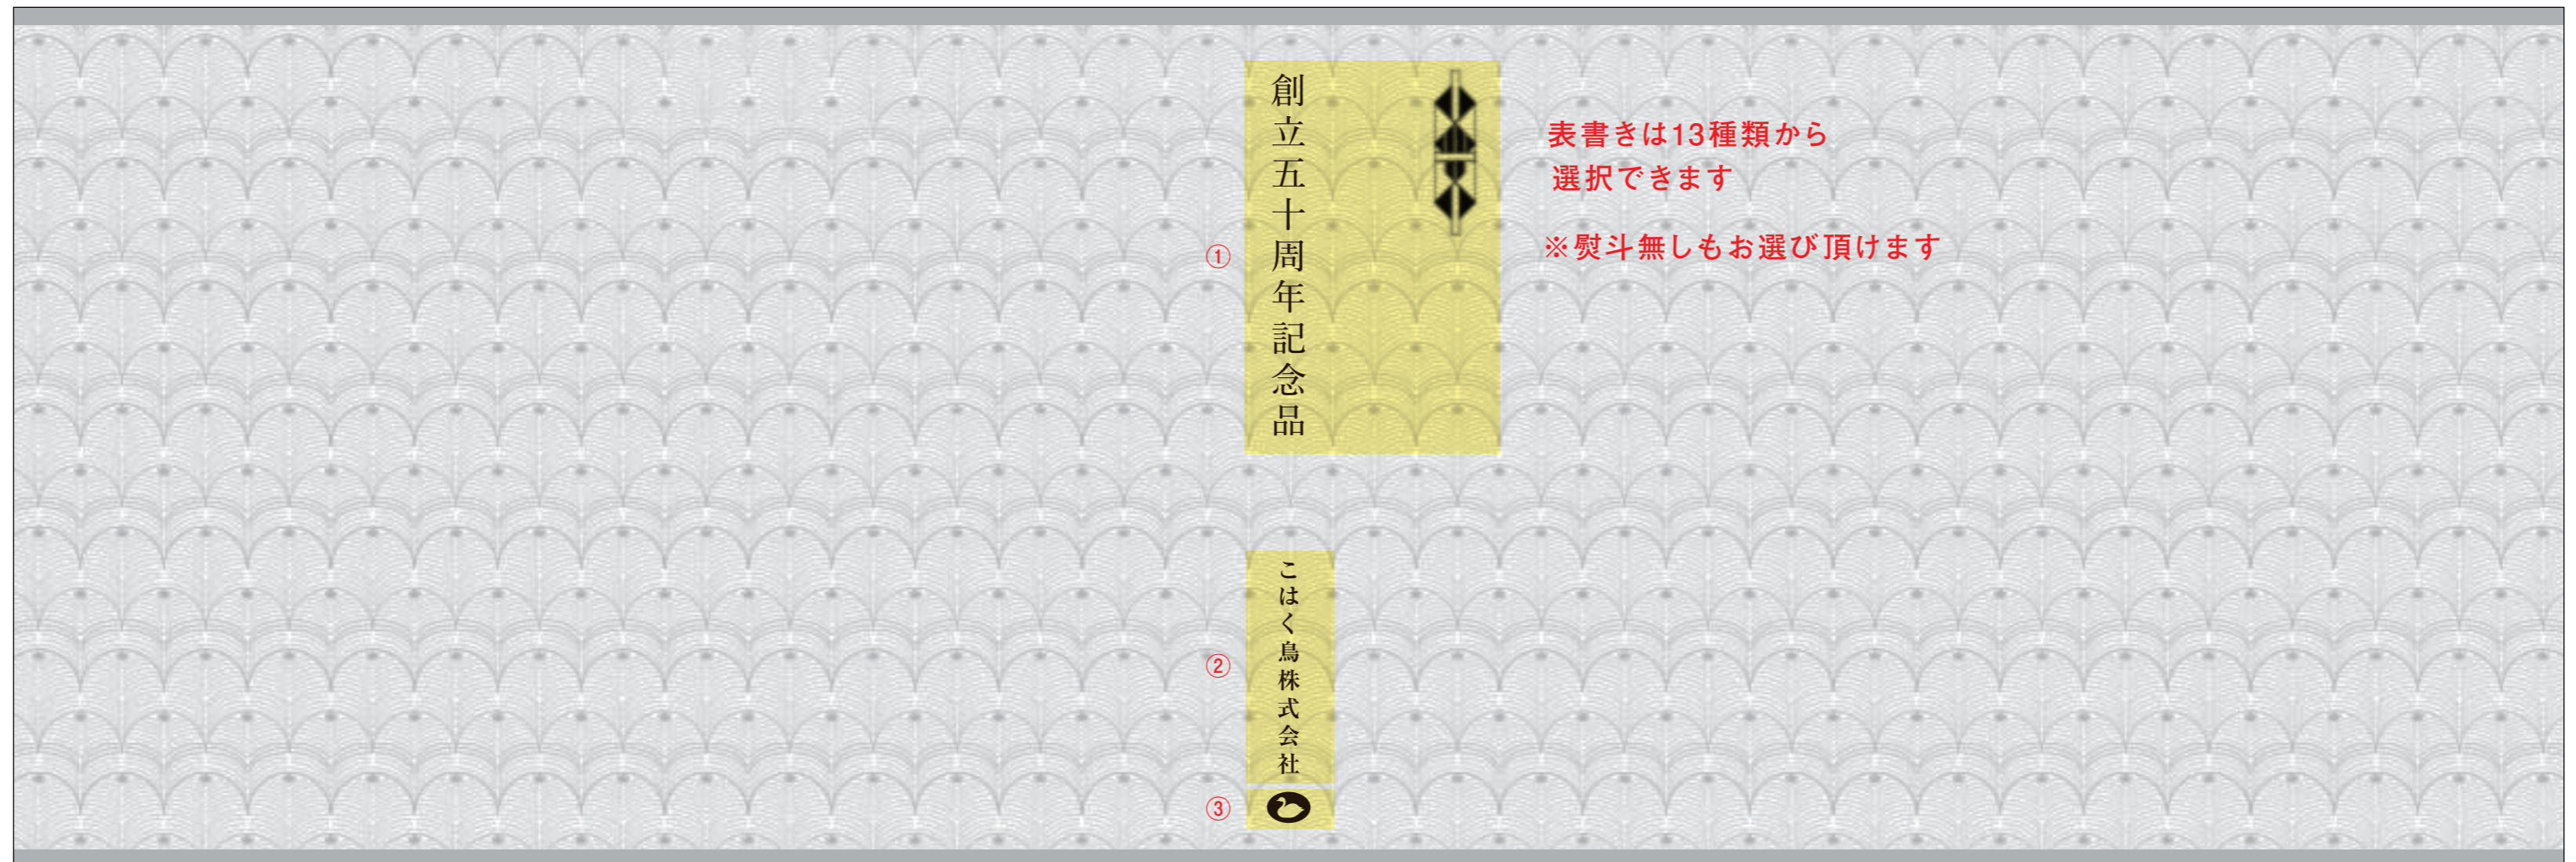 表書きは13種類から
選択できます
※熨斗無しもお選び頂けます
①
創立五十周年記念品
②
こはく鳥株式会社
③